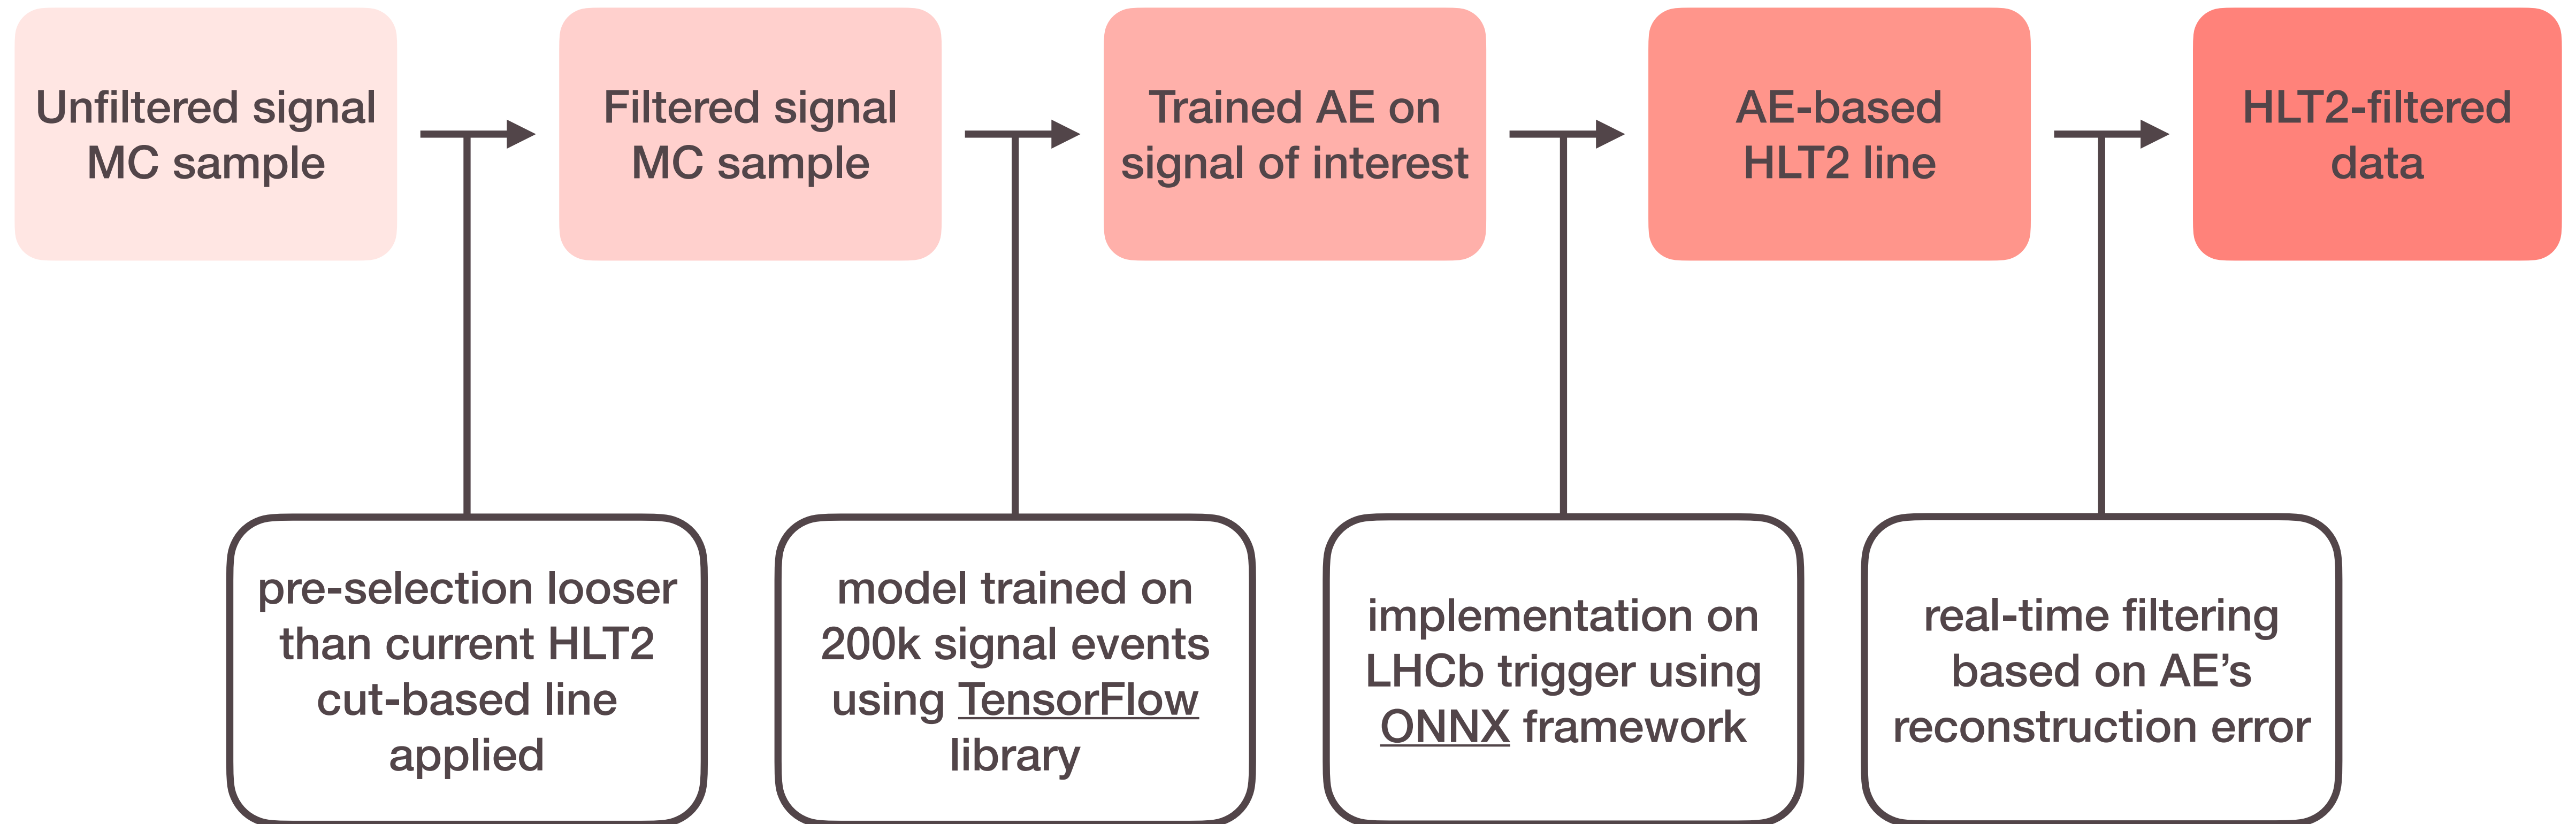 Unfiltered signal
MC sample
Filtered signal
MC sample
Trained AE on
signal of interest
AE-based
HLT2 line
HLT2-filtered
data
pre-selection looser
than current HLT2
cut-based line
applied
model trained on
200k signal events
using TensorFlow
library
implementation on
LHCb trigger using
ONNX framework
real-time filtering
based on AE’s
reconstruction error